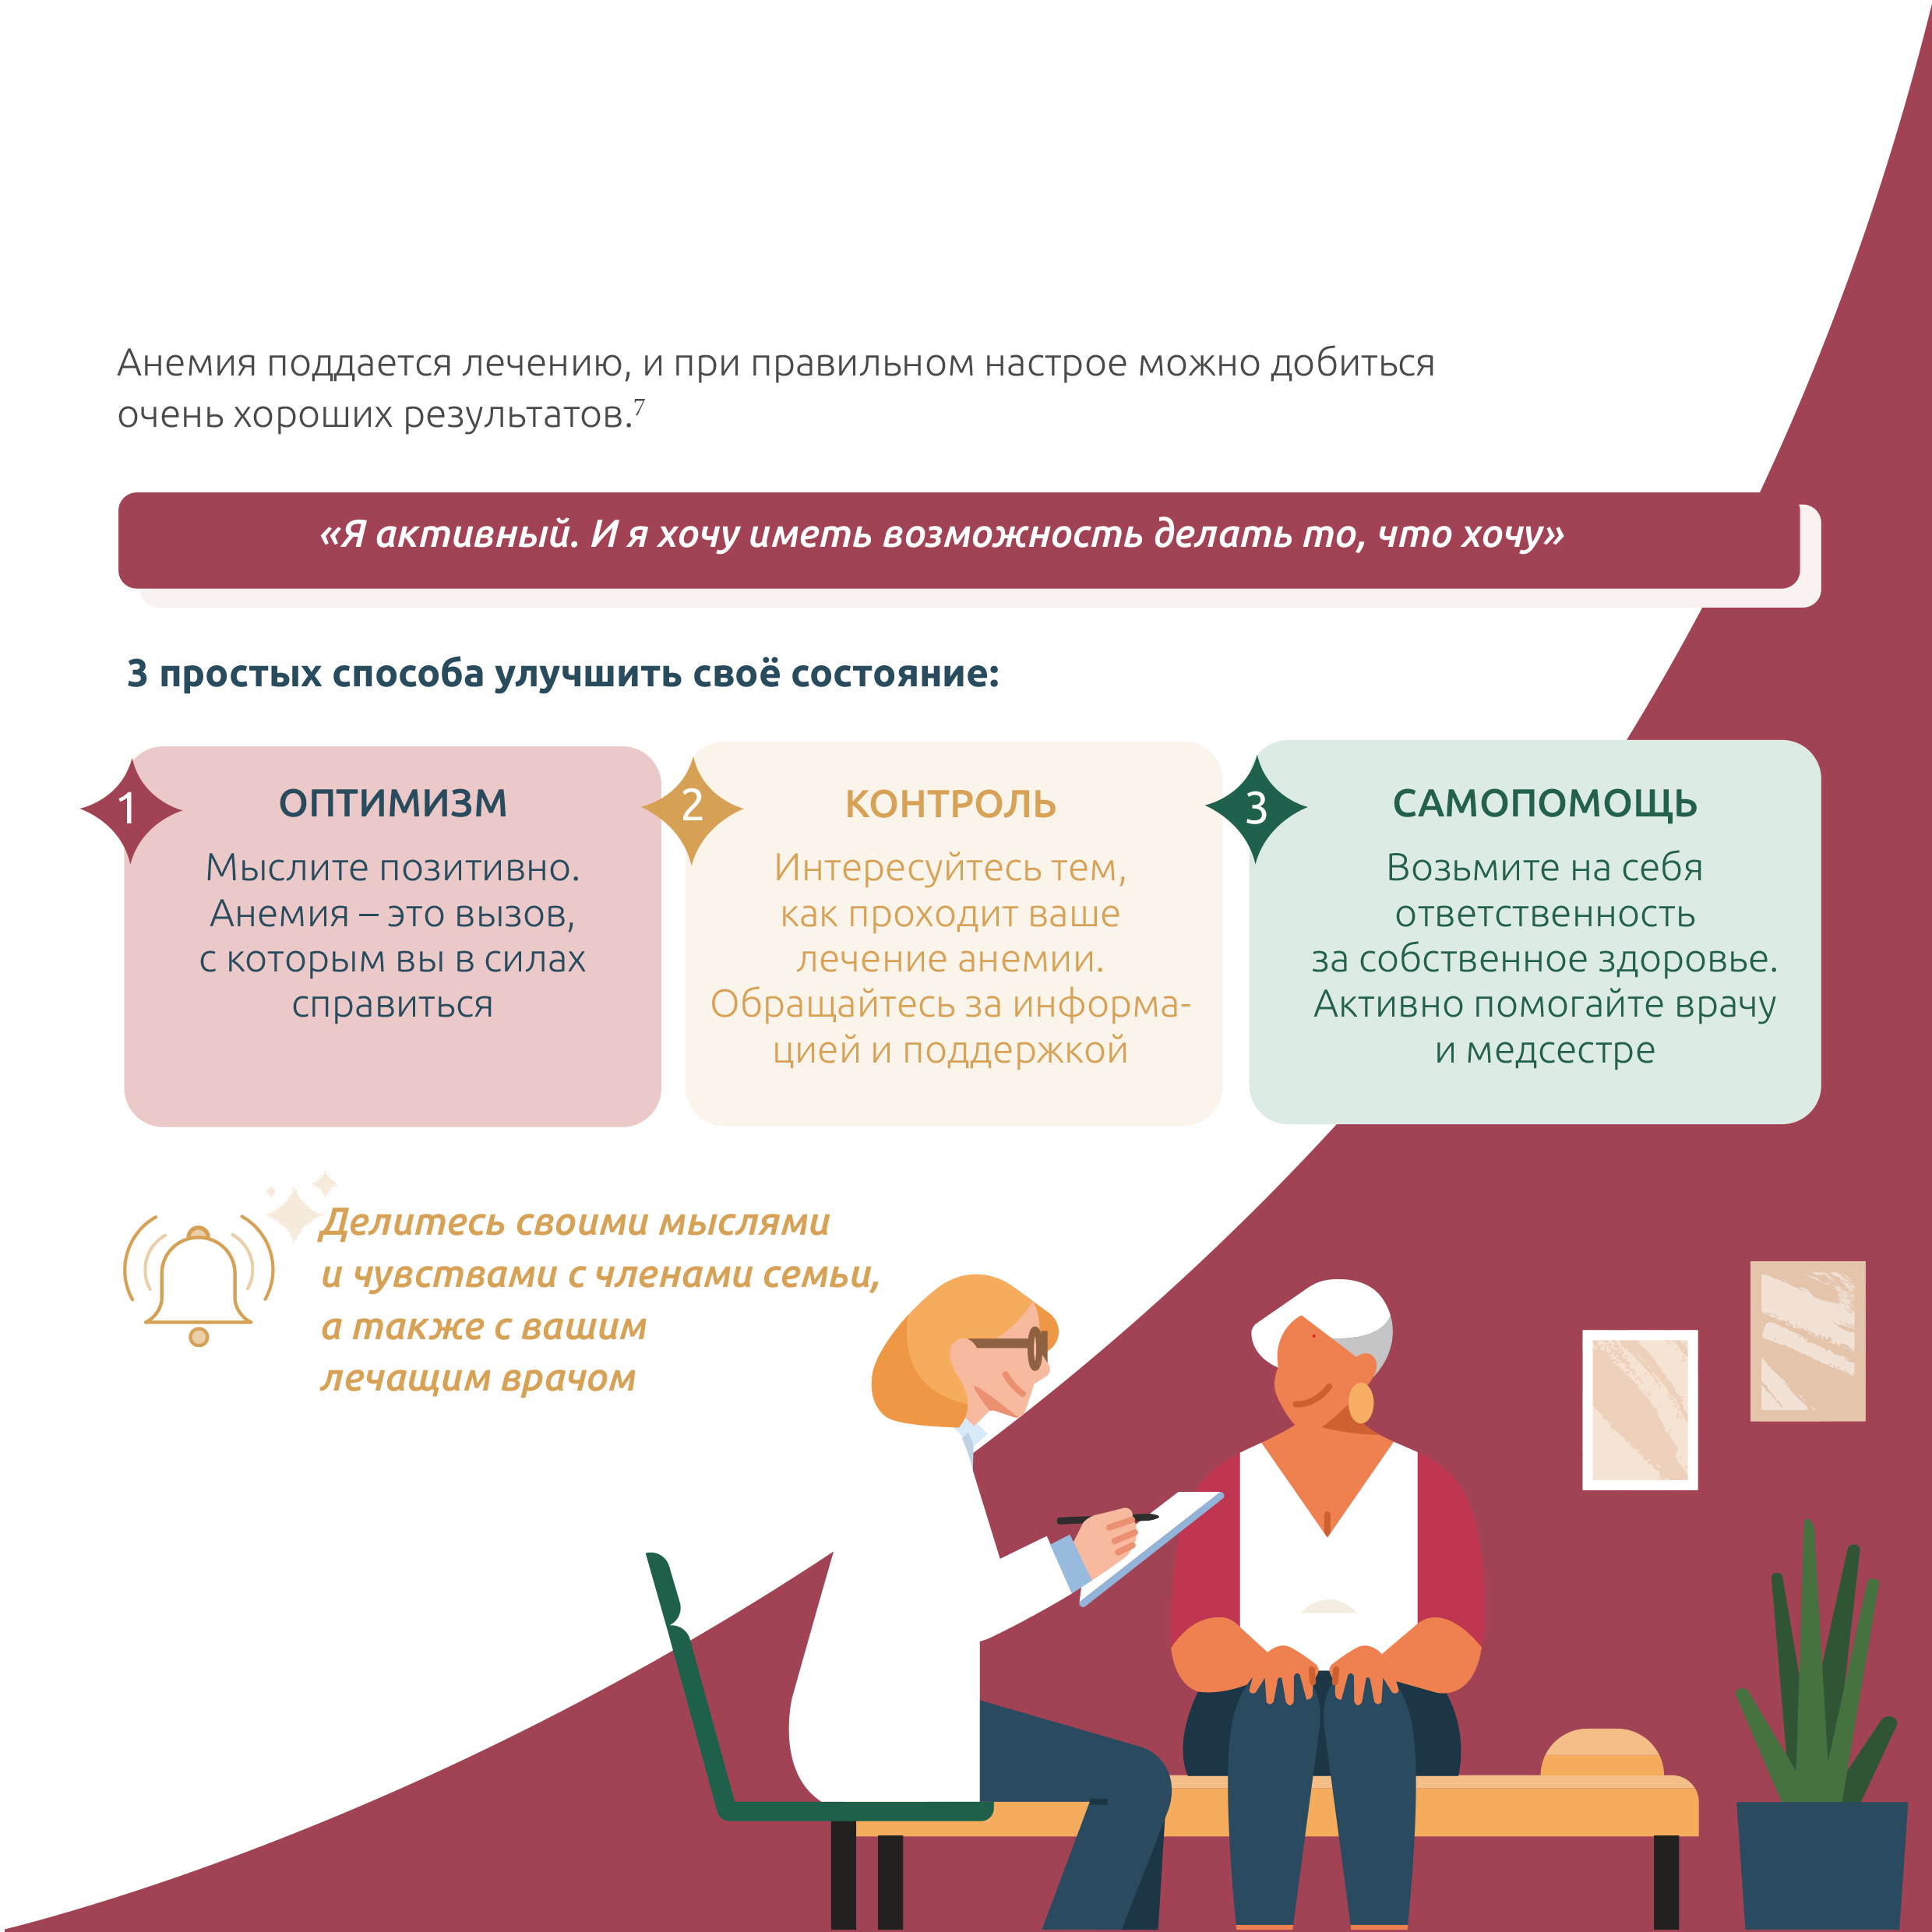 Анемия поддается лечению, и при правильном настрое можно добиться
очень хороших результатов.⁷
«Я активный. И я хочу иметь возможность делать то, что хочу»
3 простых способа улучшить своё состояние:
1
ОПТИМИЗМ
Мыслите позитивно.
Анемия – это вызов,
с которым вы в силах
справиться
2
КОНТРОЛЬ
Интересуйтесь тем,
как проходит ваше
лечение анемии.
Обращайтесь за информа-
цией и поддержкой
3
САМОПОМОЩЬ
Возьмите на себя
ответственность
за собственное здоровье.
Активно помогайте врачу
и медсестре
Делитесь своими мыслями
и чувствами с членами семьи,
а также с вашим
лечащим врачом